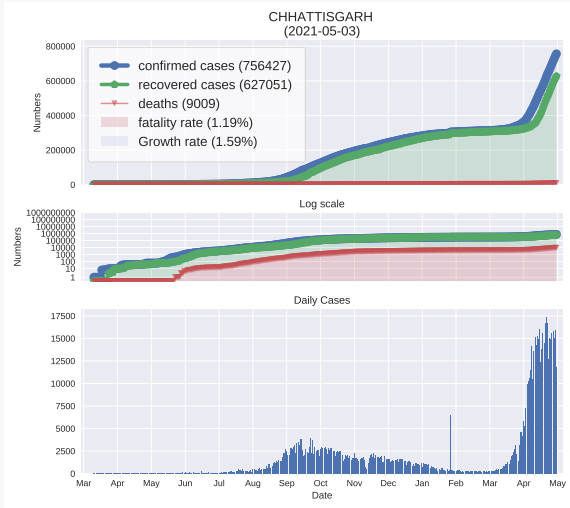 CHHATTISGARH
(2021-05-03)
800000
600000
400000
200000
0
Numbers
confirmed cases (756427)
recovered cases (627051)
deaths (9009)
fatality rate (1.19%)
Growth rate (1.59%)
Log scale
1000000000
100000000
10000000
1000000
100000
10000
1000
100
10
1
Numbers
Daily Cases
17500
15000
12500
10000
7500
5000
2500
0
Mar Apr May Jun Jul Aug Sep Oct Nov Dec Jan Feb Mar Apr May
Date